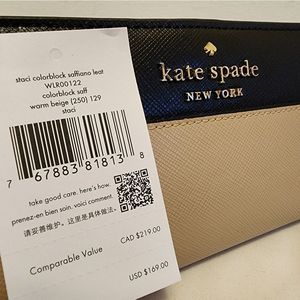 staci colorblock saffiano leat
WLR00122
colorblock saff
warm beige (250) 129
staci
7 67883 81813 8
take good care. here's how.
prenez-en bien soin. voici comment.
请妥善维护。这里是具体做法。
CAD $219.00
Comparable Value
USD $169.00
kate spade
NEW YORK